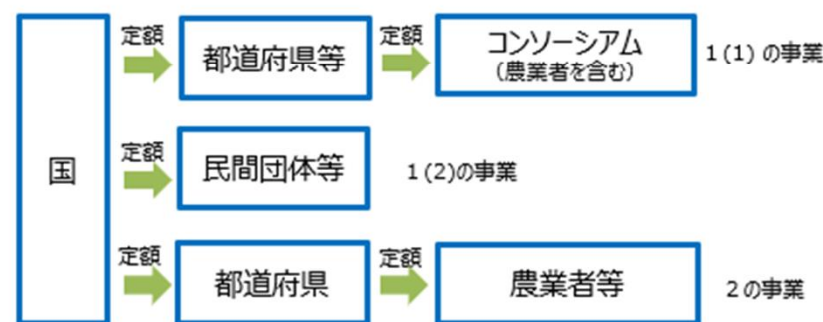 国
定額
都道府県等
定額
コンソーシアム
（農業者を含む）
1(1) の事業
定額
民間団体等
1(2)の事業
定額
都道府県
定額
農業者等
2の事業